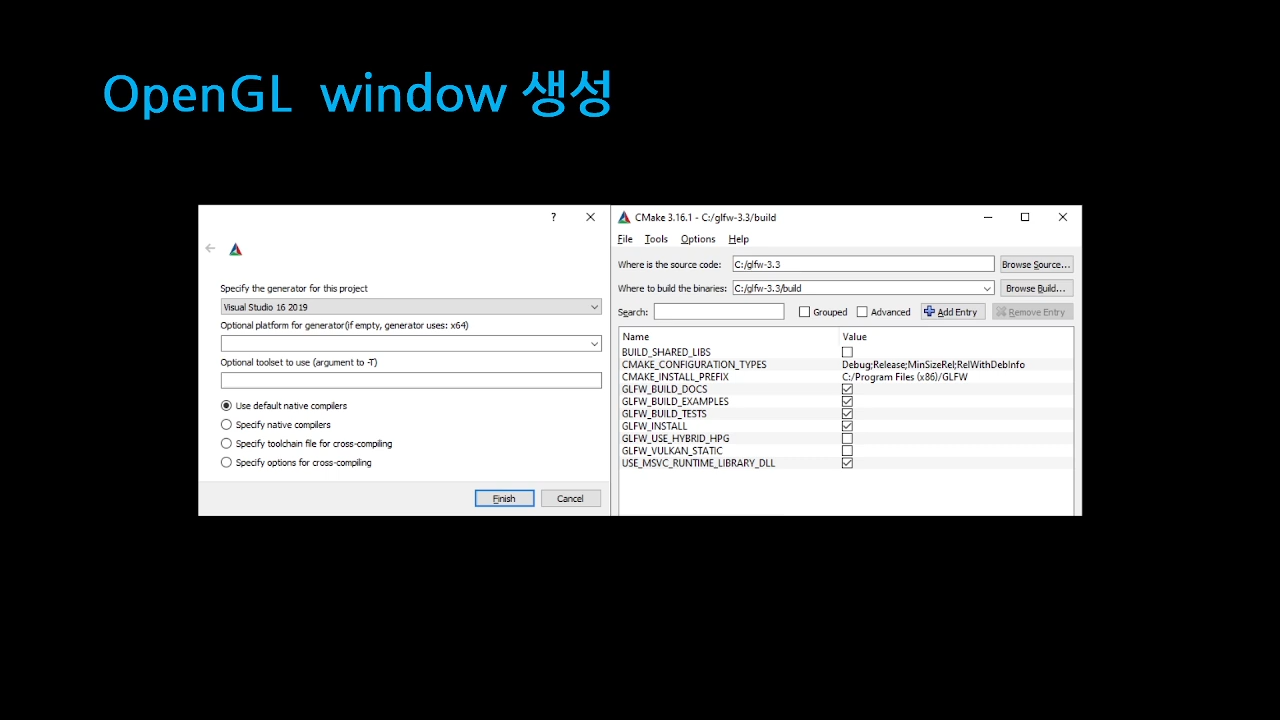 OpenGL window 생성
?
Specify the generator for this project
Visual Studio 16 2019
Optional platform for generator(if empty, generator uses: x64)
Optional toolset to use (argument to -T)
Use default native compilers
Specify native compilers
Specify toolchain file for cross-compiling
Specify options for cross-compiling
Finish Cancel
CMake 3.16.1 - C:/glfw-3.3/build
File Tools Options Help
Where is the source code: C:/glfw-3.3 Browse Source...
Where to build the binaries: C:/glfw-3.3/build Browse Build...
Search: Grouped Advanced Add Entry Remove Entry
Name Value
BUILD_SHARED_LIBS
CMAKE_CONFIGURATION_TYPES Debug;Release;MinSizeRel;RelWithDebInfo
CMAKE_INSTALL_PREFIX C:/Program Files (x86)/GLFW
GLFW_BUILD_DOCS
GLFW_BUILD_EXAMPLES
GLFW_BUILD_TESTS
GLFW_INSTALL
GLFW_USE_HYBRID_HPG
GLFW_VULKAN_STATIC
USE_MSVC_RUNTIME_LIBRARY_DLL